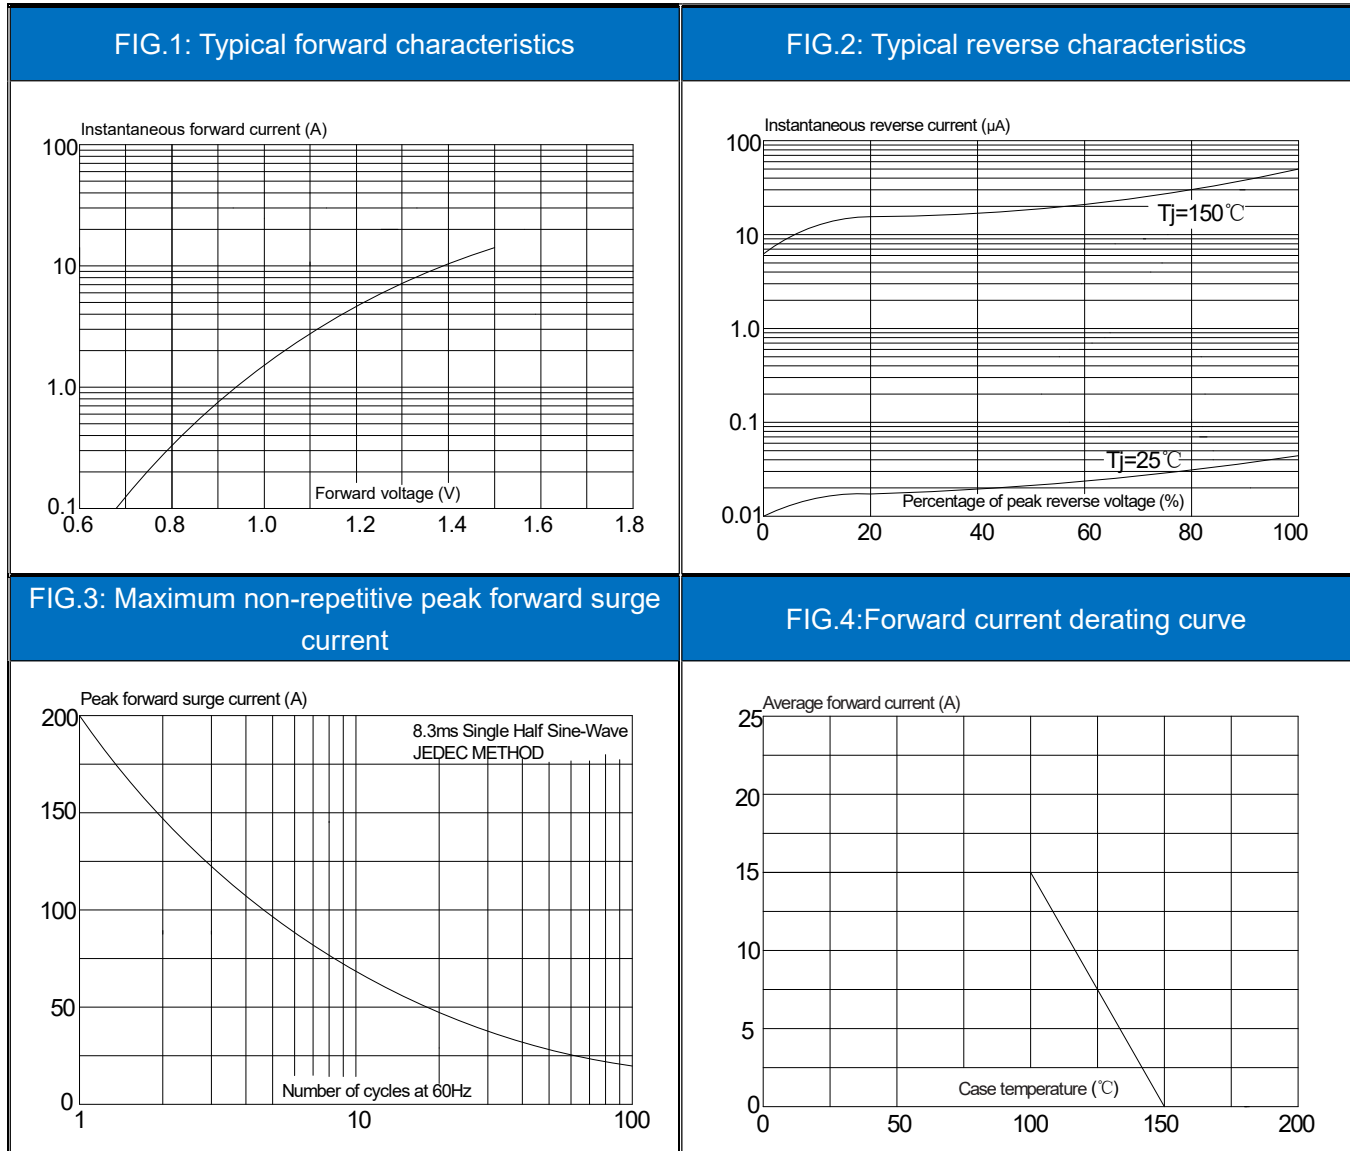 FIG.1: Typical forward characteristics
Instantaneous forward current (A)
100
10
1.0
0.1
Forward voltage (V)
0.6 0.8 1.0 1.2 1.4 1.6 1.8
FIG.2: Typical reverse characteristics
Instantaneous reverse current (μA)
100
Tj=150℃
10
1.0
0.1
Tj=25℃
Percentage of peak reverse voltage (%)
0.01
0 20 40 60 80 100
FIG.3: Maximum non-repetitive peak forward surge
current
Peak forward surge current (A)
200
8.3ms Single Half Sine-Wave
JEDEC METHOD
150
100
50
Number of cycles at 60Hz
0
1 10 100
FIG.4:Forward current derating curve
Average forward current (A)
25
20
15
10
5
Case temperature (℃)
0
0 50 100 150 200